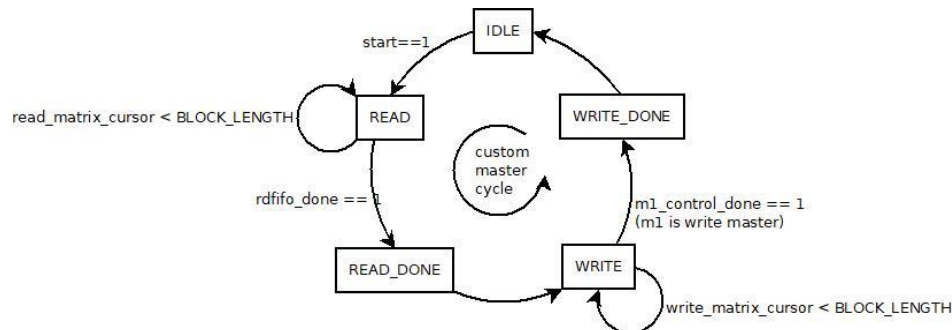 IDLE
start==1
read_matrix_cursor < BLOCK_LENGTH
READ
WRITE_DONE
custom
master
cycle
rdfifo_done == 1
m1_control_done == 1
(m1 is write master)
READ_DONE
WRITE
write_matrix_cursor < BLOCK_LENGTH